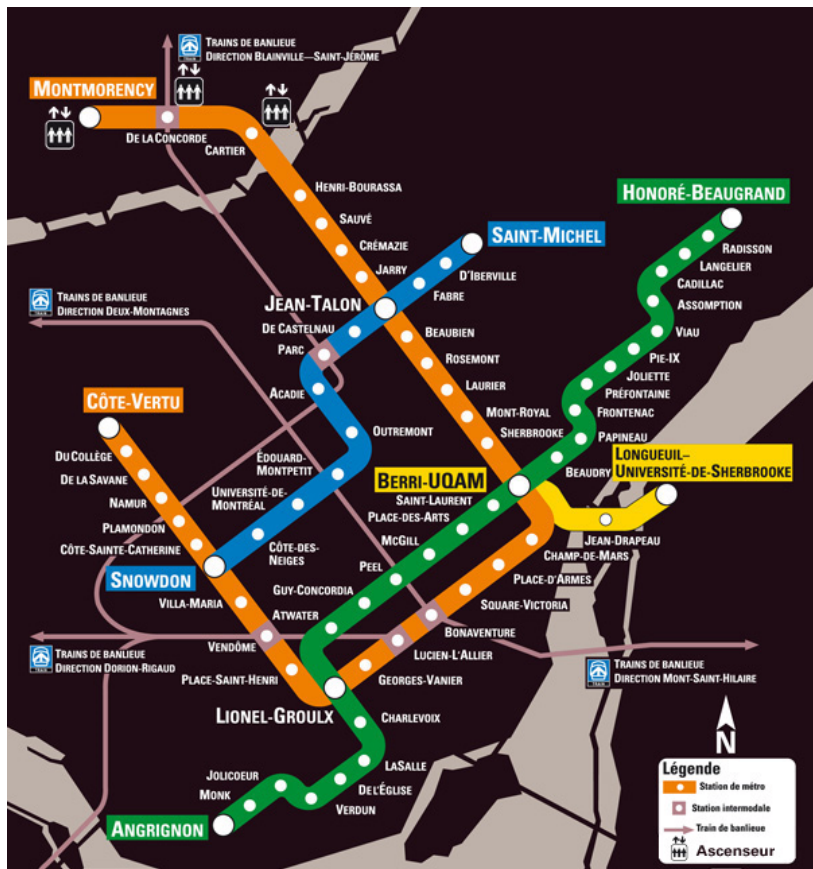 TRAINS DE BANLIEUE
DIRECTION BLAINVILLE—SAINT-JÉRÔME
TRAIN
MONTMORENCY
DE LA CONCORDE
CARTIER
HENRI-BOURASSA
SAUVÉ
CRÉMAZIE
JARRY
HONORÉ-BEAUGRAND
RADISSON
LANGELIER
CADILLAC
ASSOMPTION
VIAU
PIE-IX
JOLIETTE
PRÉFONTAINE
FRONTENAC
PAPINEAU
BEAUDRY
SAINT-MICHEL
D'IBERVILLE
FABRE
JEAN-TALON
DE CASTELNAU
PARC
ACADIE
OUTREMONT
ÉDOUARD-
MONTPETIT
UNIVERSITÉ-DE-
MONTRÉAL
CÔTE-DES-
NEIGES
SNOWDON
TRAINS DE BANLIEUE
DIRECTION DEUX-MONTAGNES
TRAIN
BEAUBIEN
ROSEMONT
LAURIER
MONT-ROYAL
SHERBROOKE
BERRI-UQAM
LONGUEUIL–
UNIVERSITÉ-DE-SHERBROOKE
JEAN-DRAPEAU
CHAMP-DE-MARS
PLACE-D'ARMES
SQUARE-VICTORIA
BONAVENTURE
LUCIEN-L'ALLIER
GEORGES-VANIER
SAINT-LAURENT
PLACE-DES-ARTS
MCGILL
PEEL
GUY-CONCORDIA
ATWATER
CÔTE-VERTU
DU COLLÈGE
DE LA SAVANE
NAMUR
PLAMONDON
CÔTE-SAINTE-CATHERINE
VILLA-MARIA
VENDÔME
PLACE-SAINT-HENRI
LIONEL-GROULX
TRAINS DE BANLIEUE
DIRECTION DORION-RIGAUD
TRAIN
TRAINS DE BANLIEUE
DIRECTION MONT-SAINT-HILAIRE
TRAIN
CHARLEVOIX
LASALLE
DE L'ÉGLISE
VERDUN
JOLICOEUR
MONK
ANGRIGNON
N
Légende
Station de métro
Station intermodale
Train de banlieue
Ascenseur